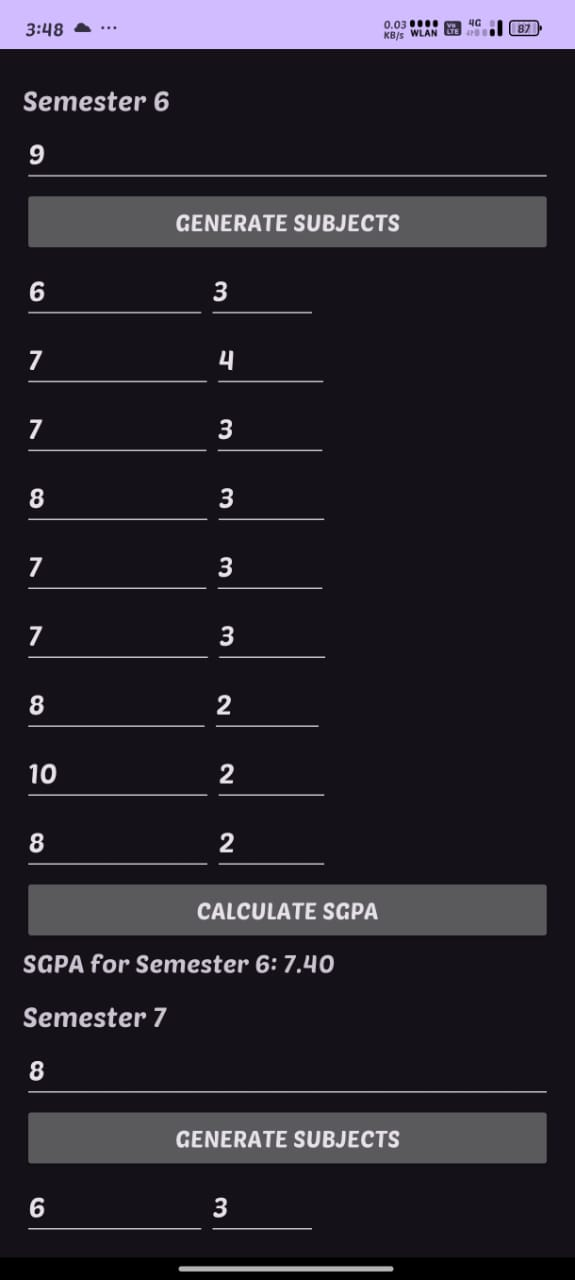 3:48 ... 0.03 KB/s WLAN Vo LTE 4G 87
Semester 6
9
GENERATE SUBJECTS
6 3
7 4
7 3
8 3
7 3
7 3
8 2
10 2
8 2
CALCULATE SGPA
SGPA for Semester 6: 7.40
Semester 7
8
GENERATE SUBJECTS
6 3